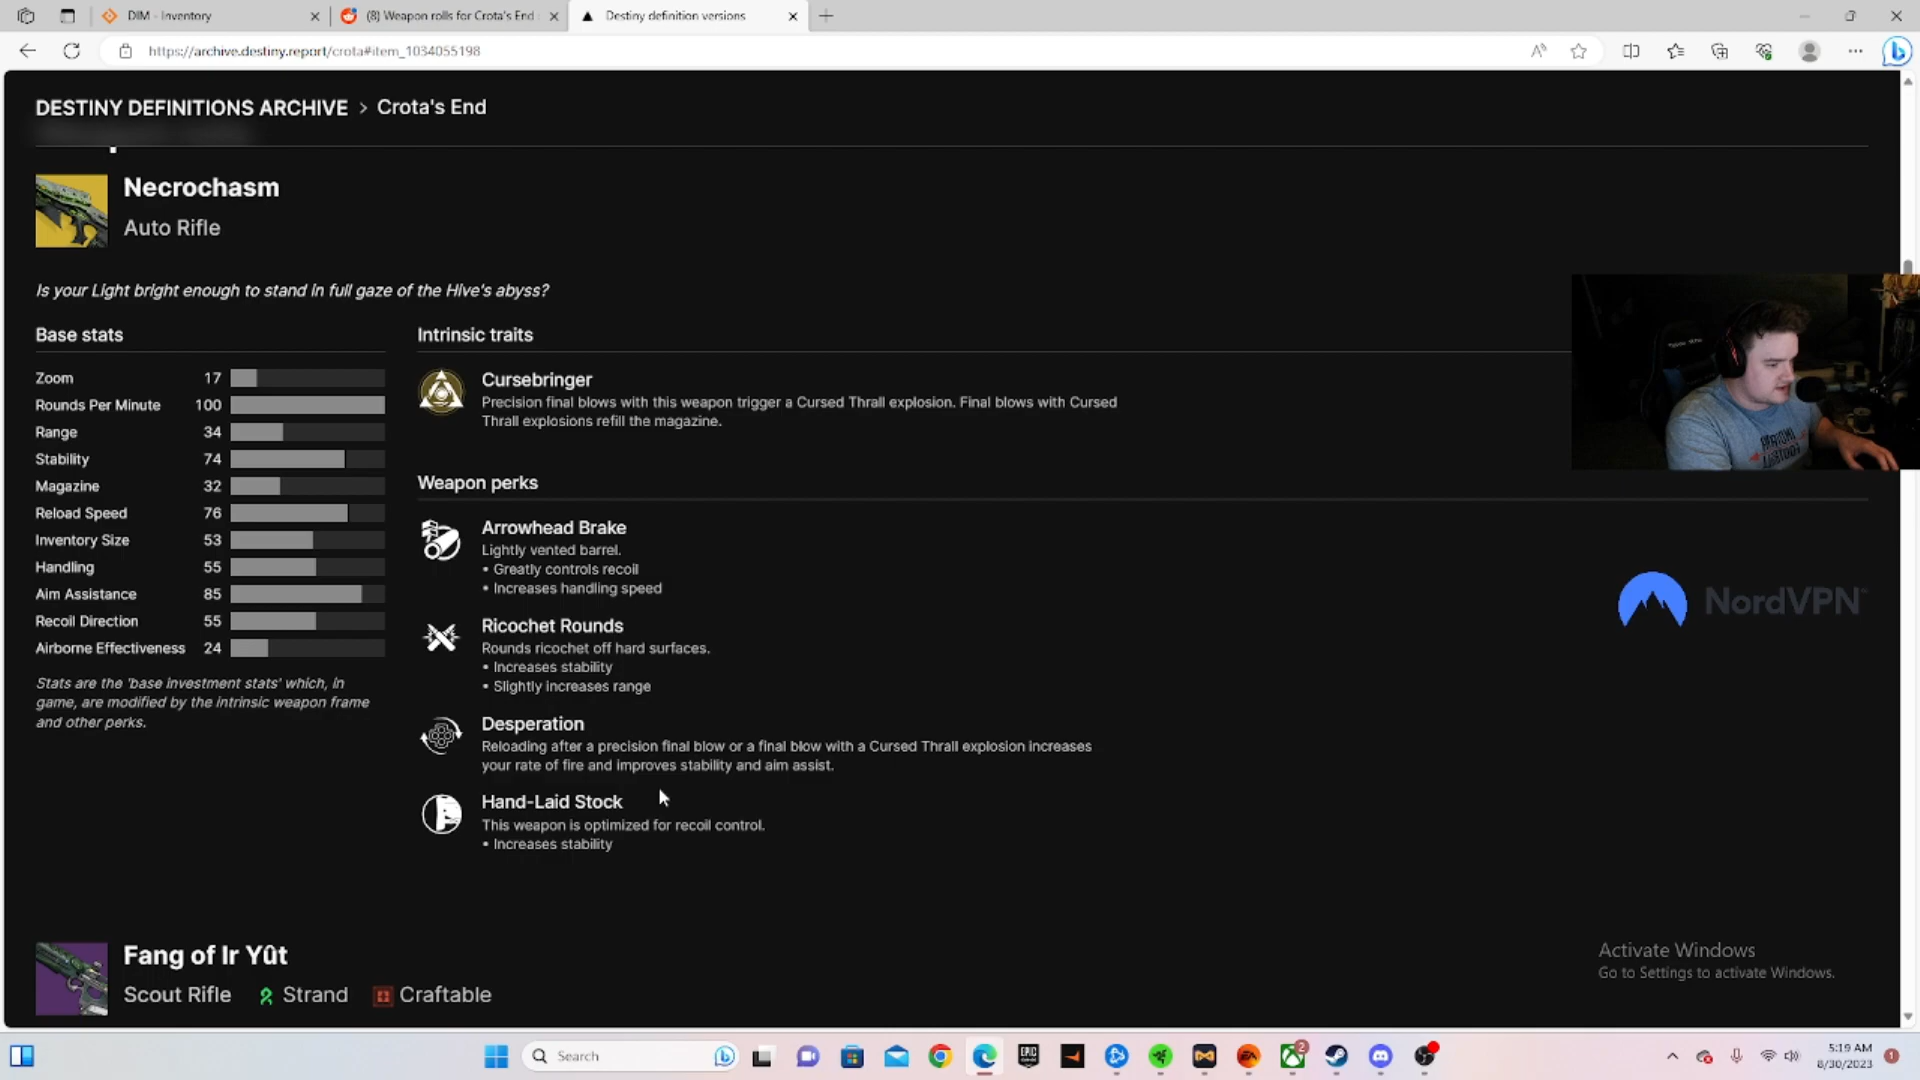 DIM - Inventory
(8) Weapon rolls for Crota's End
Destiny definition versions
https://archive.destiny.report/crota#item_1034055198
DESTINY DEFINITIONS ARCHIVE > Crota's End
Necrochasm
Auto Rifle
Is your Light bright enough to stand in full gaze of the Hive's abyss?
Base stats
Zoom 17
Rounds Per Minute 100
Range 34
Stability 74
Magazine 32
Reload Speed 76
Inventory Size 53
Handling 55
Aim Assistance 85
Recoil Direction 55
Airborne Effectiveness 24
Stats are the 'base investment stats' which, in
game, are modified by the intrinsic weapon frame
and other perks.
Intrinsic traits
Cursebringer
Precision final blows with this weapon trigger a Cursed Thrall explosion. Final blows with Cursed
Thrall explosions refill the magazine.
Weapon perks
Arrowhead Brake
Lightly vented barrel.
• Greatly controls recoil
• Increases handling speed
Ricochet Rounds
Rounds ricochet off hard surfaces.
• Increases stability
• Slightly increases range
Desperation
Reloading after a precision final blow or a final blow with a Cursed Thrall explosion increases
your rate of fire and improves stability and aim assist.
Hand-Laid Stock
This weapon is optimized for recoil control.
• Increases stability
NordVPN
Fang of Ir Yût
Scout Rifle Strand Craftable
Activate Windows
Go to Settings to activate Windows.
Search
EPIC
EA
2
5:19 AM
8/30/2023
1